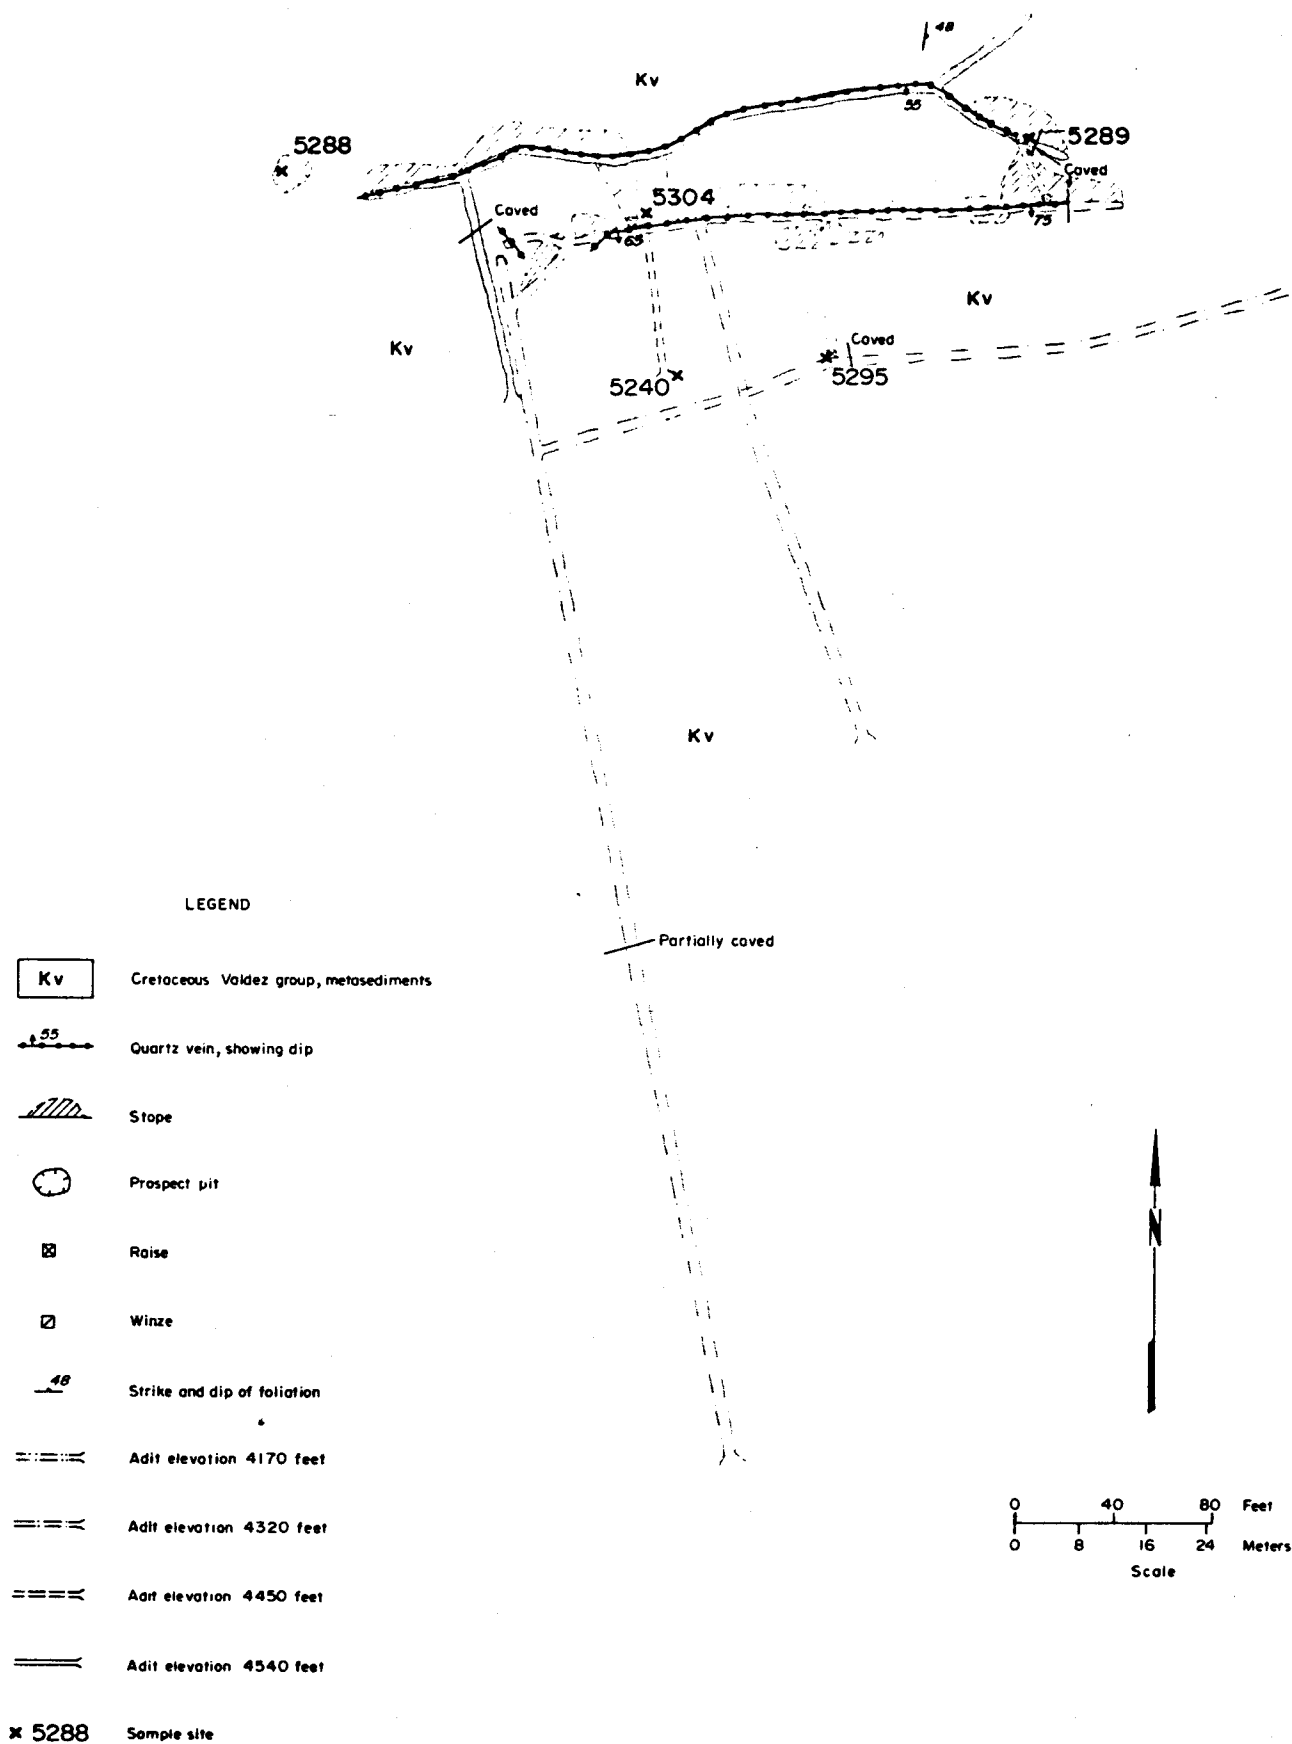 48
Kv
55
5288
5289
Caved
5304
Caved
65
75
Kv
Kv
Caved
5240
5295
Kv
Partially caved
LEGEND
Kv Cretaceous Valdez group, metasediments
55 Quartz vein, showing dip
Stope
Prospect pit
Raise
Winze
48 Strike and dip of foliation
Adit elevation 4170 feet
Adit elevation 4320 feet
Adit elevation 4450 feet
Adit elevation 4540 feet
x 5288 Sample site
N
0 40 80 Feet
0 8 16 24 Meters
Scale